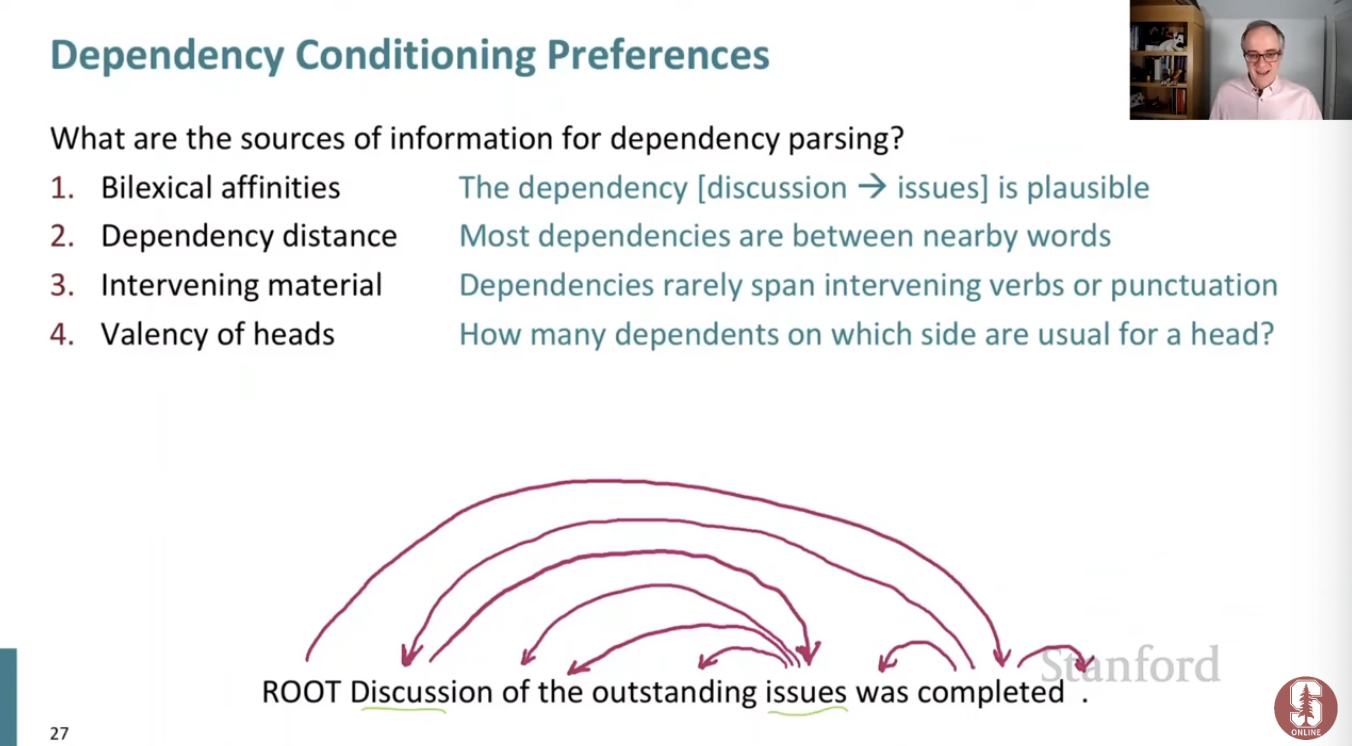 Dependency Conditioning Preferences
What are the sources of information for dependency parsing?
1. Bilexical affinities The dependency [discussion → issues] is plausible
2. Dependency distance Most dependencies are between nearby words
3. Intervening material Dependencies rarely span intervening verbs or punctuation
4. Valency of heads How many dependents on which side are usual for a head?
Stanford
ROOT Discussion of the outstanding issues was completed .
27
S
ONLINE